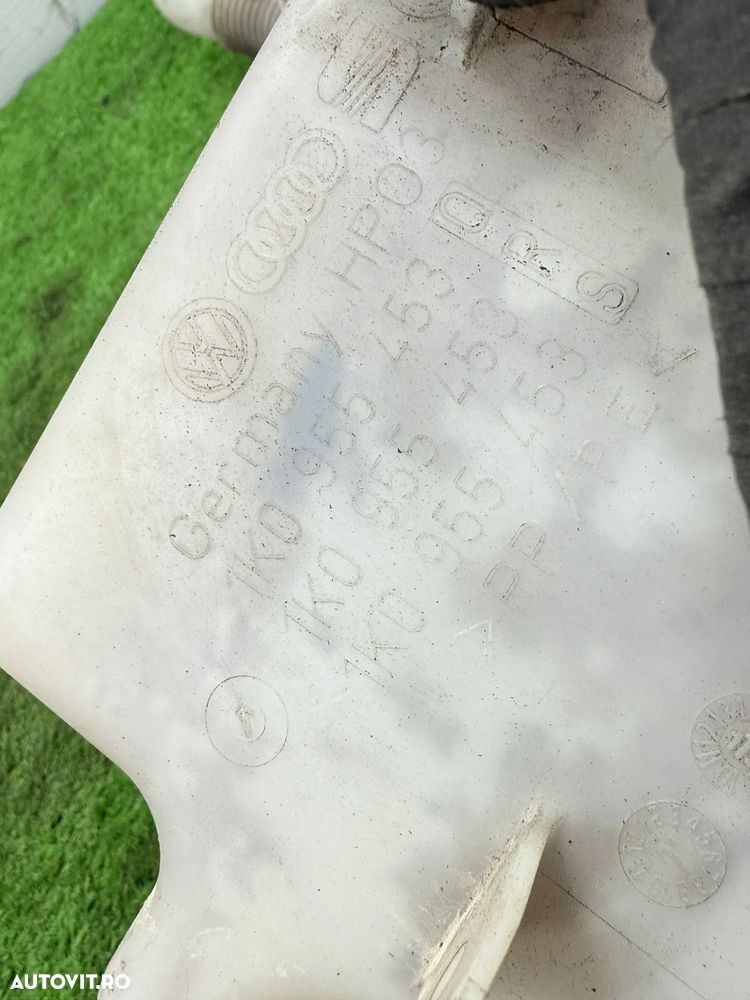 Germany HP03
1K0 955 453 Q
1K0 955 453 R
1K0 955 453 S
>PP/PE<
AUTOVIT.RO